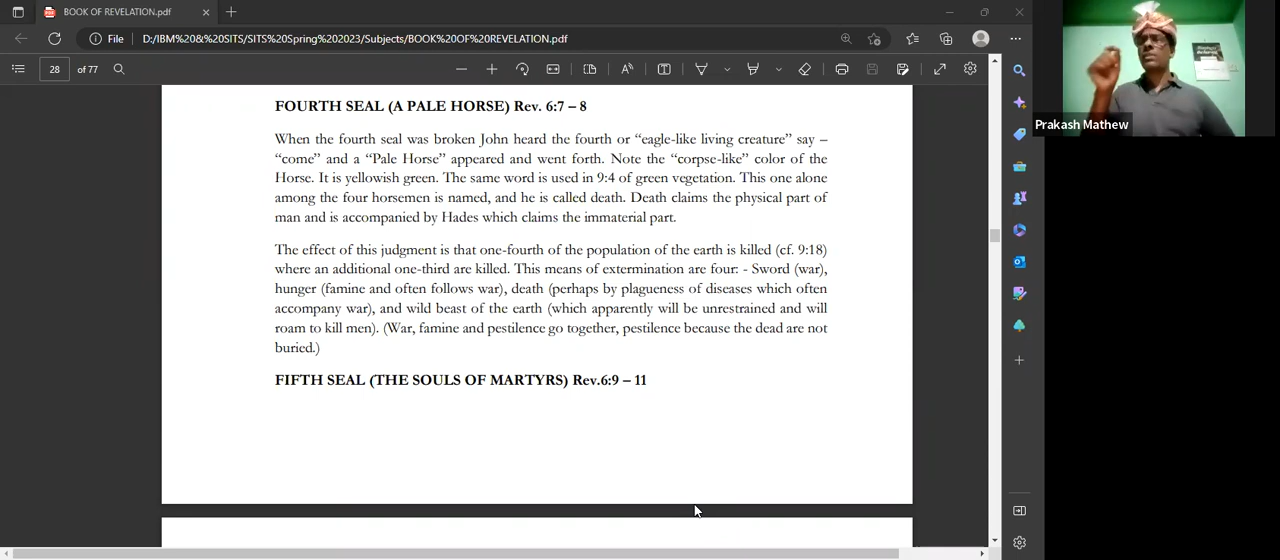 BOOK OF REVELATION.pdf
File
D:/IBM%20&%20SITS/SITS%20Spring%202023/Subjects/BOOK%20OF%20REVELATION.pdf
28
of 77
Prakash Mathew
FOURTH SEAL (A PALE HORSE) Rev. 6:7 – 8
When the fourth seal was broken John heard the fourth or “eagle-like living creature” say –
“come” and a “Pale Horse” appeared and went forth. Note the “corpse-like” color of the
Horse. It is yellowish green. The same word is used in 9:4 of green vegetation. This one alone
among the four horsemen is named, and he is called death. Death claims the physical part of
man and is accompanied by Hades which claims the immaterial part.
The effect of this judgment is that one-fourth of the population of the earth is killed (cf. 9:18)
where an additional one-third are killed. This means of extermination are four: - Sword (war),
hunger (famine and often follows war), death (perhaps by plagueness of diseases which often
accompany war), and wild beast of the earth (which apparently will be unrestrained and will
roam to kill men). (War, famine and pestilence go together, pestilence because the dead are not
buried.)
FIFTH SEAL (THE SOULS OF MARTYRS) Rev.6:9 – 11